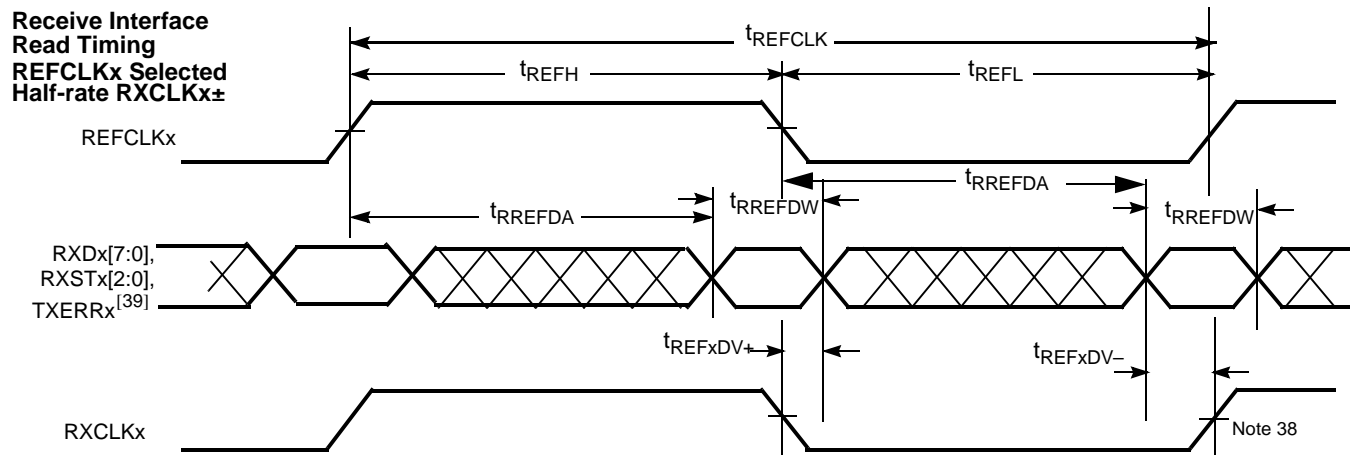 Receive Interface
Read Timing
REFCLKx Selected
Half-rate RXCLKx±
tREFCLK
tREFH
tREFL
REFCLKx
tRREFDA
tRREFDW
tRREFDA
tRREFDW
RXDx[7:0],
RXSTx[2:0],
TXERRx[39]
tREFxDV+
tREFxDV–
RXCLKx
Note 38